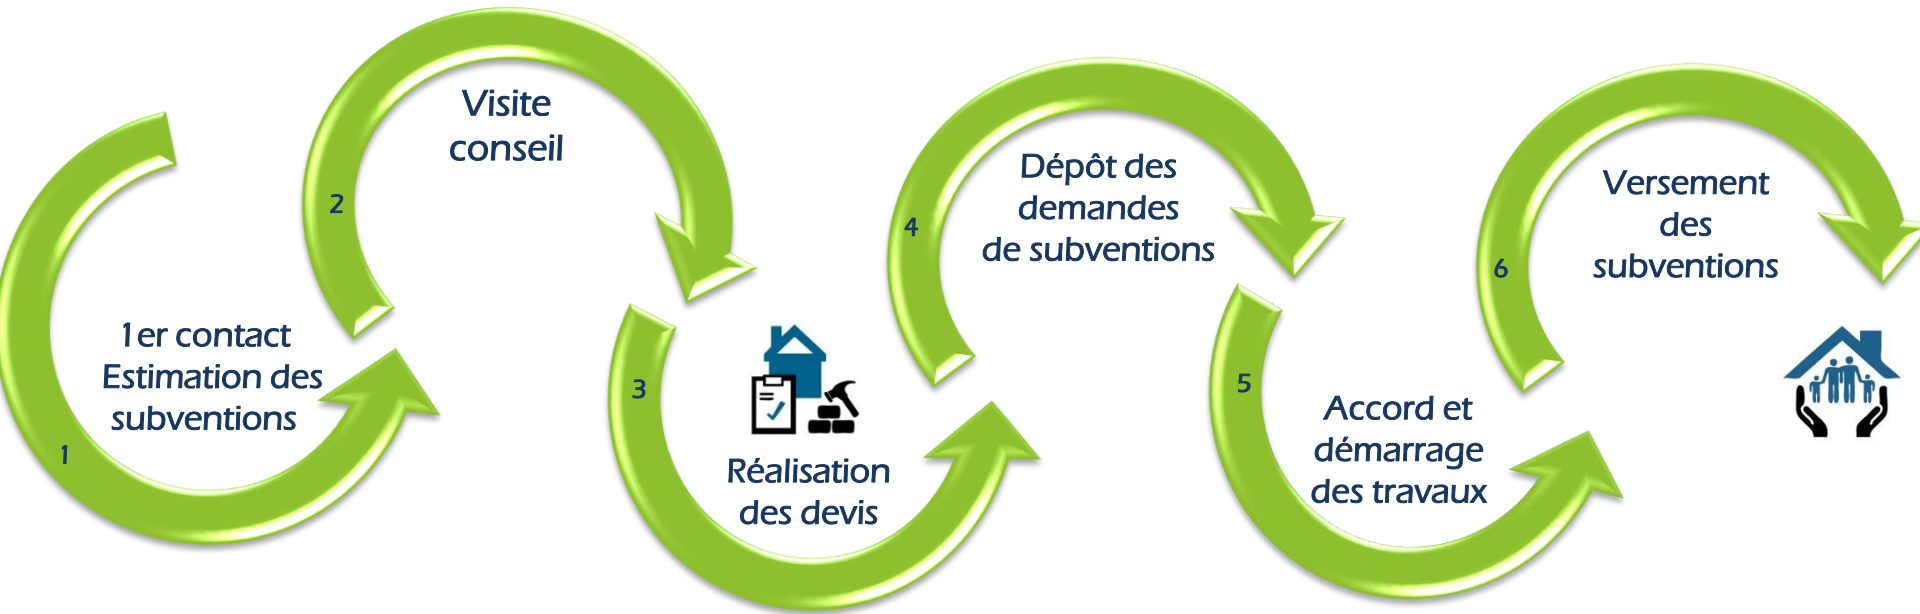 1
1er contact
Estimation des
subventions
2
Visite
conseil
3
Réalisation
des devis
4
Dépôt des
demandes
de subventions
5
Accord et
démarrage
des travaux
6
Versement
des
subventions